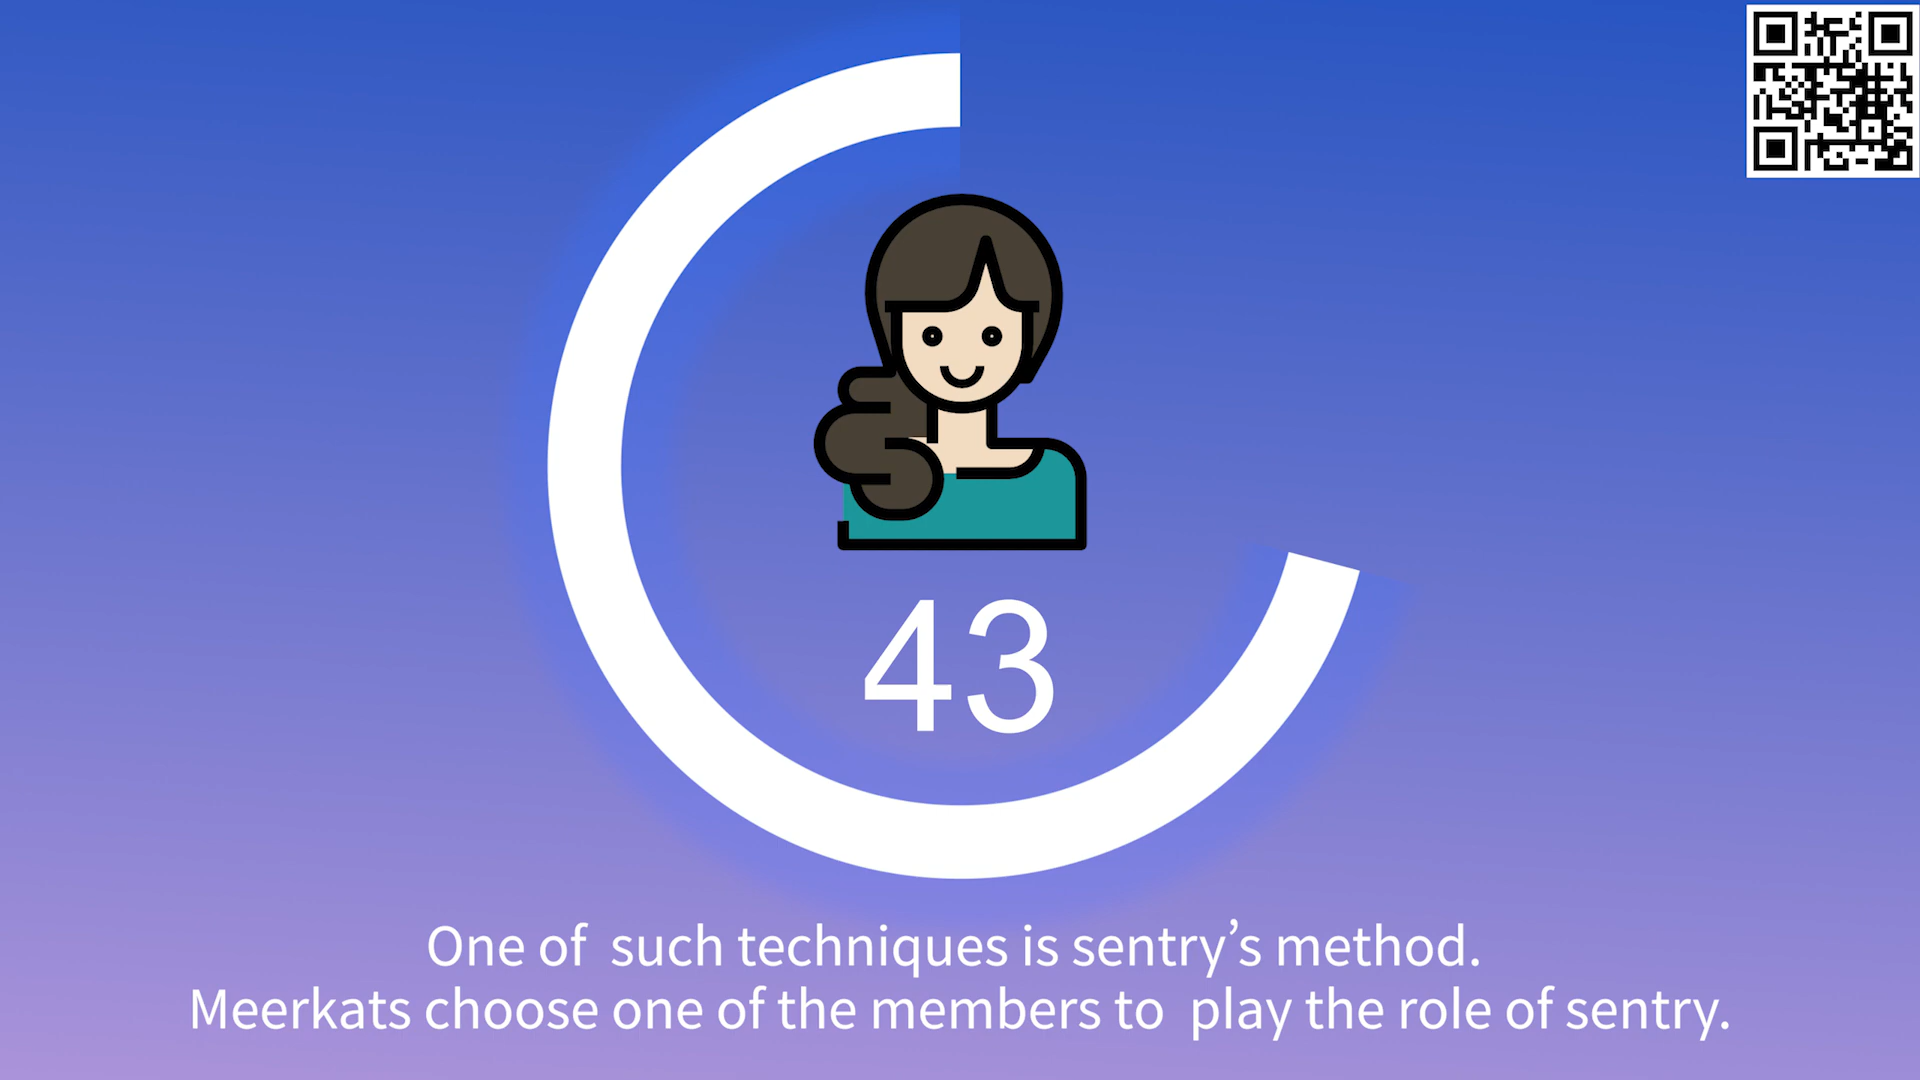 43
One of such techniques is sentry’s method.
Meerkats choose one of the members to play the role of sentry.